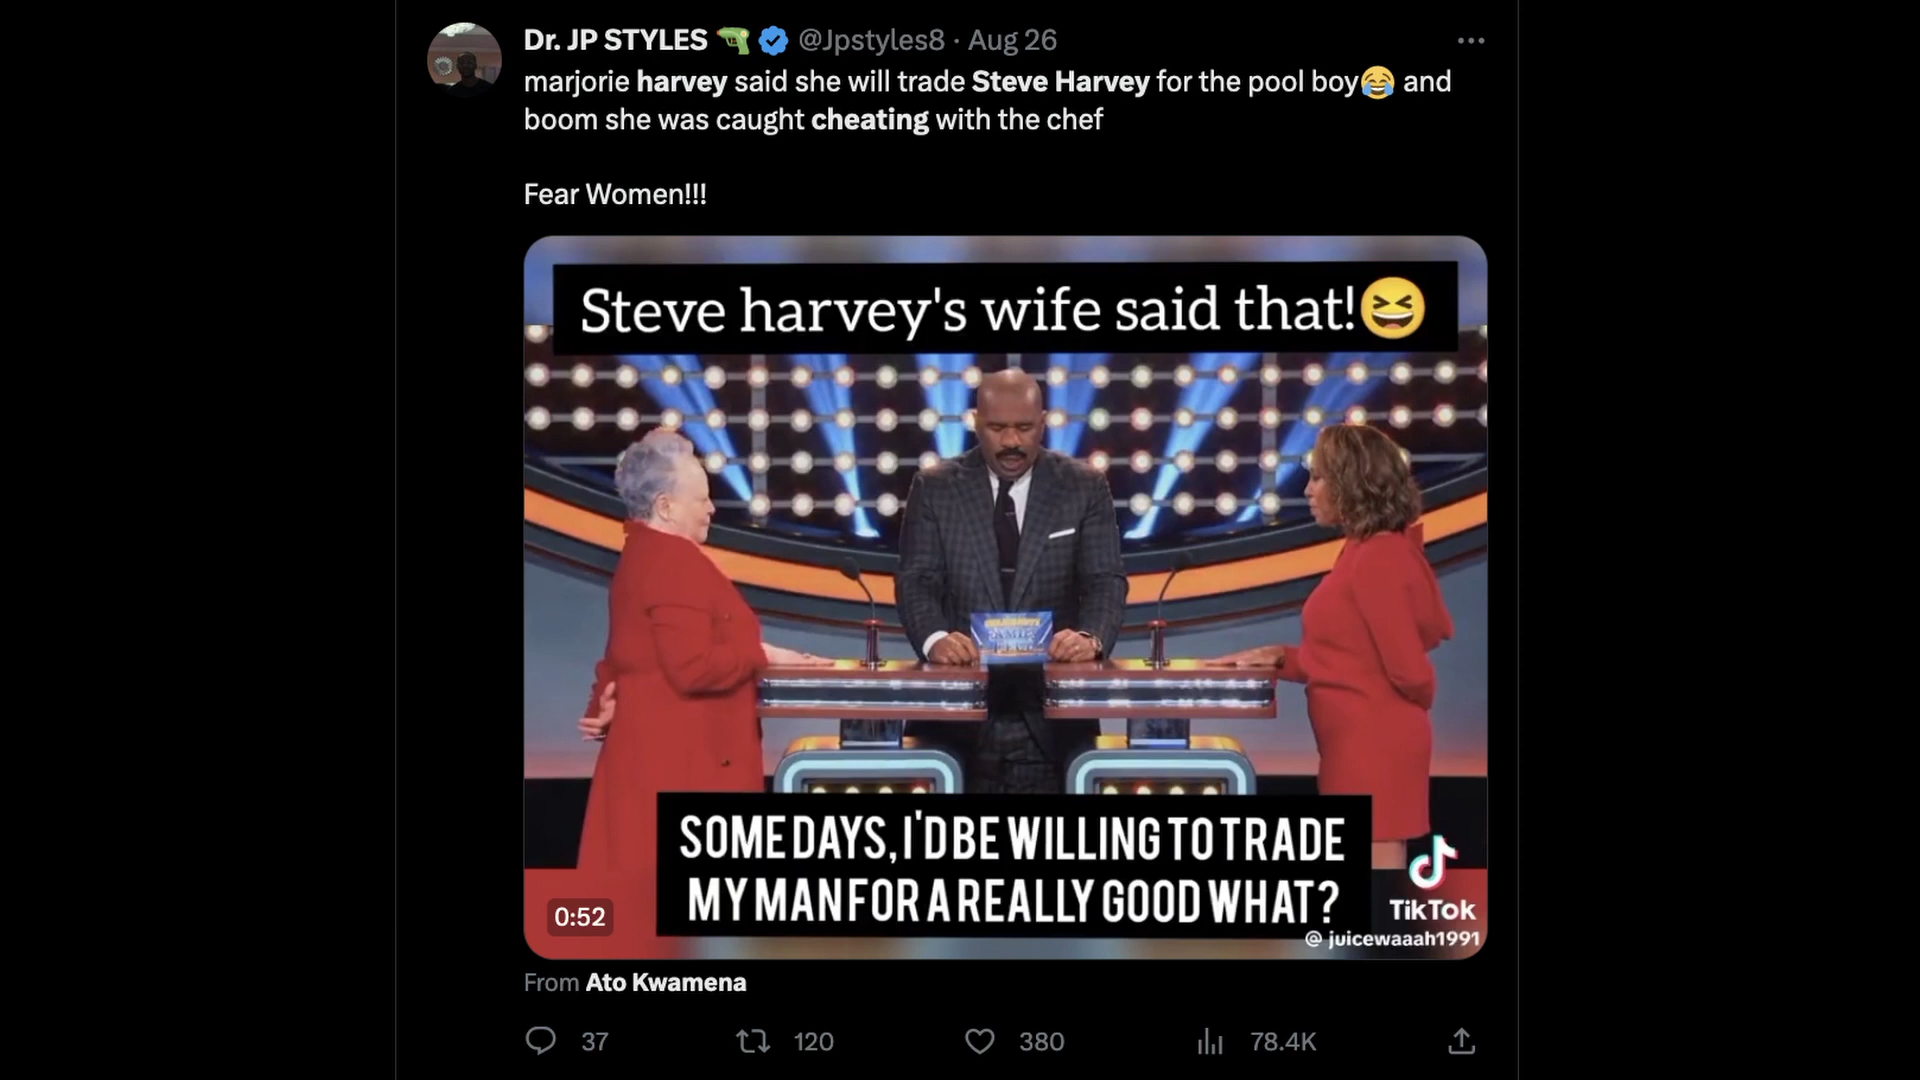 Dr. JP STYLES @Jpstyles8 · Aug 26
marjorie harvey said she will trade Steve Harvey for the pool boy😂 and
boom she was caught cheating with the chef
Fear Women!!!
Steve harvey's wife said that!😆
SOME DAYS, I'D BE WILLING TO TRADE
MY MAN FOR A REALLY GOOD WHAT?
0:52
TikTok
@ juicewaaah1991
From Ato Kwamena
37 120 380 78.4K